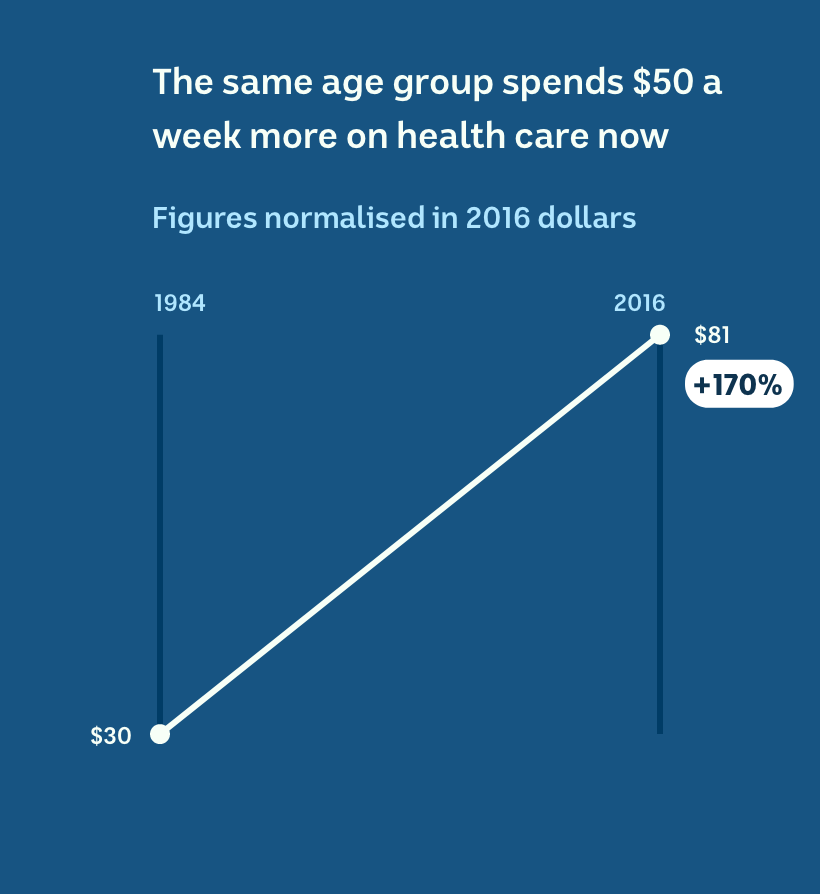 The same age group spends $50 a
week more on health care now
Figures normalised in 2016 dollars
1984
2016
$81
+170%
$30